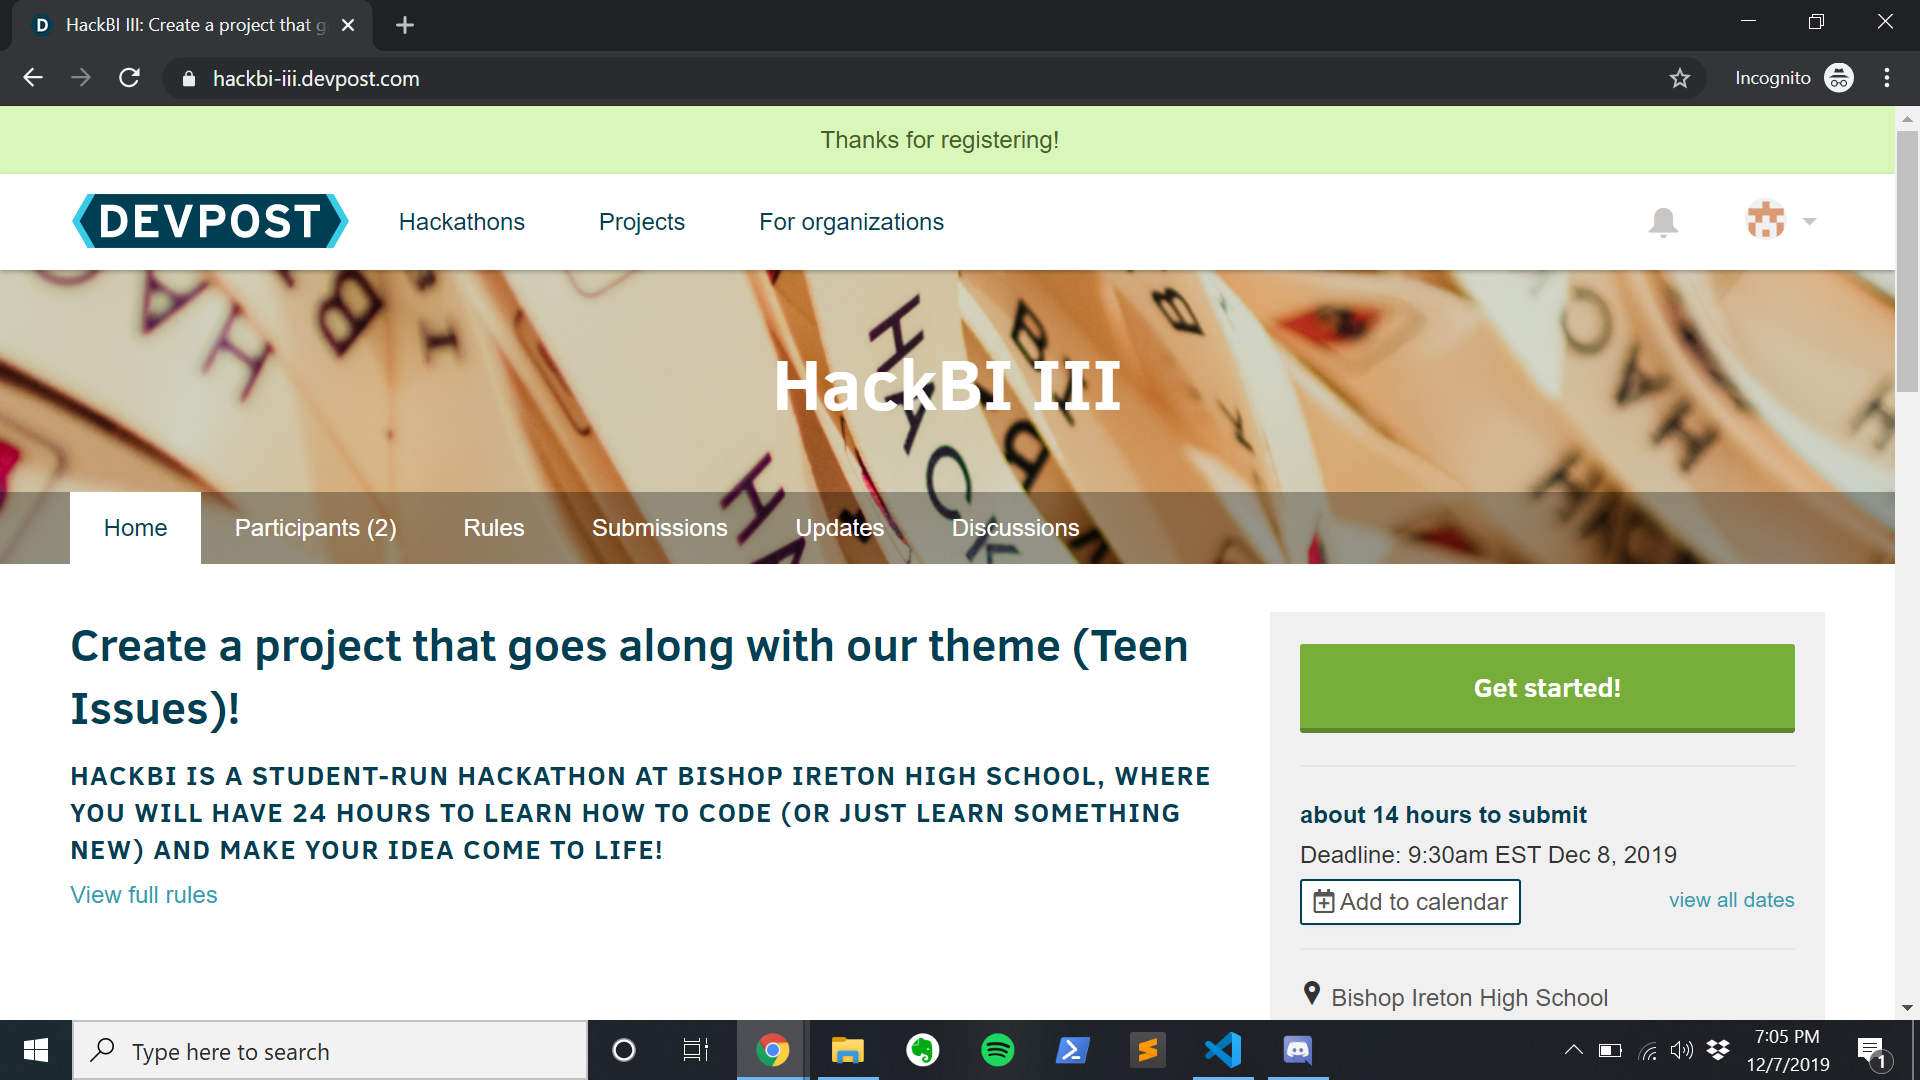 HackBI III: Create a project that g
hackbi-iii.devpost.com
Incognito
Thanks for registering!
DEVPOST
Hackathons
Projects
For organizations
HackBI III
Home
Participants (2)
Rules
Submissions
Updates
Discussions
Create a project that goes along with our theme (Teen
Issues)!
HACKBI IS A STUDENT-RUN HACKATHON AT BISHOP IRETON HIGH SCHOOL, WHERE
YOU WILL HAVE 24 HOURS TO LEARN HOW TO CODE (OR JUST LEARN SOMETHING
NEW) AND MAKE YOUR IDEA COME TO LIFE!
View full rules
Get started!
about 14 hours to submit
Deadline: 9:30am EST Dec 8, 2019
Add to calendar
view all dates
Bishop Ireton High School
Type here to search
7:05 PM
12/7/2019
1